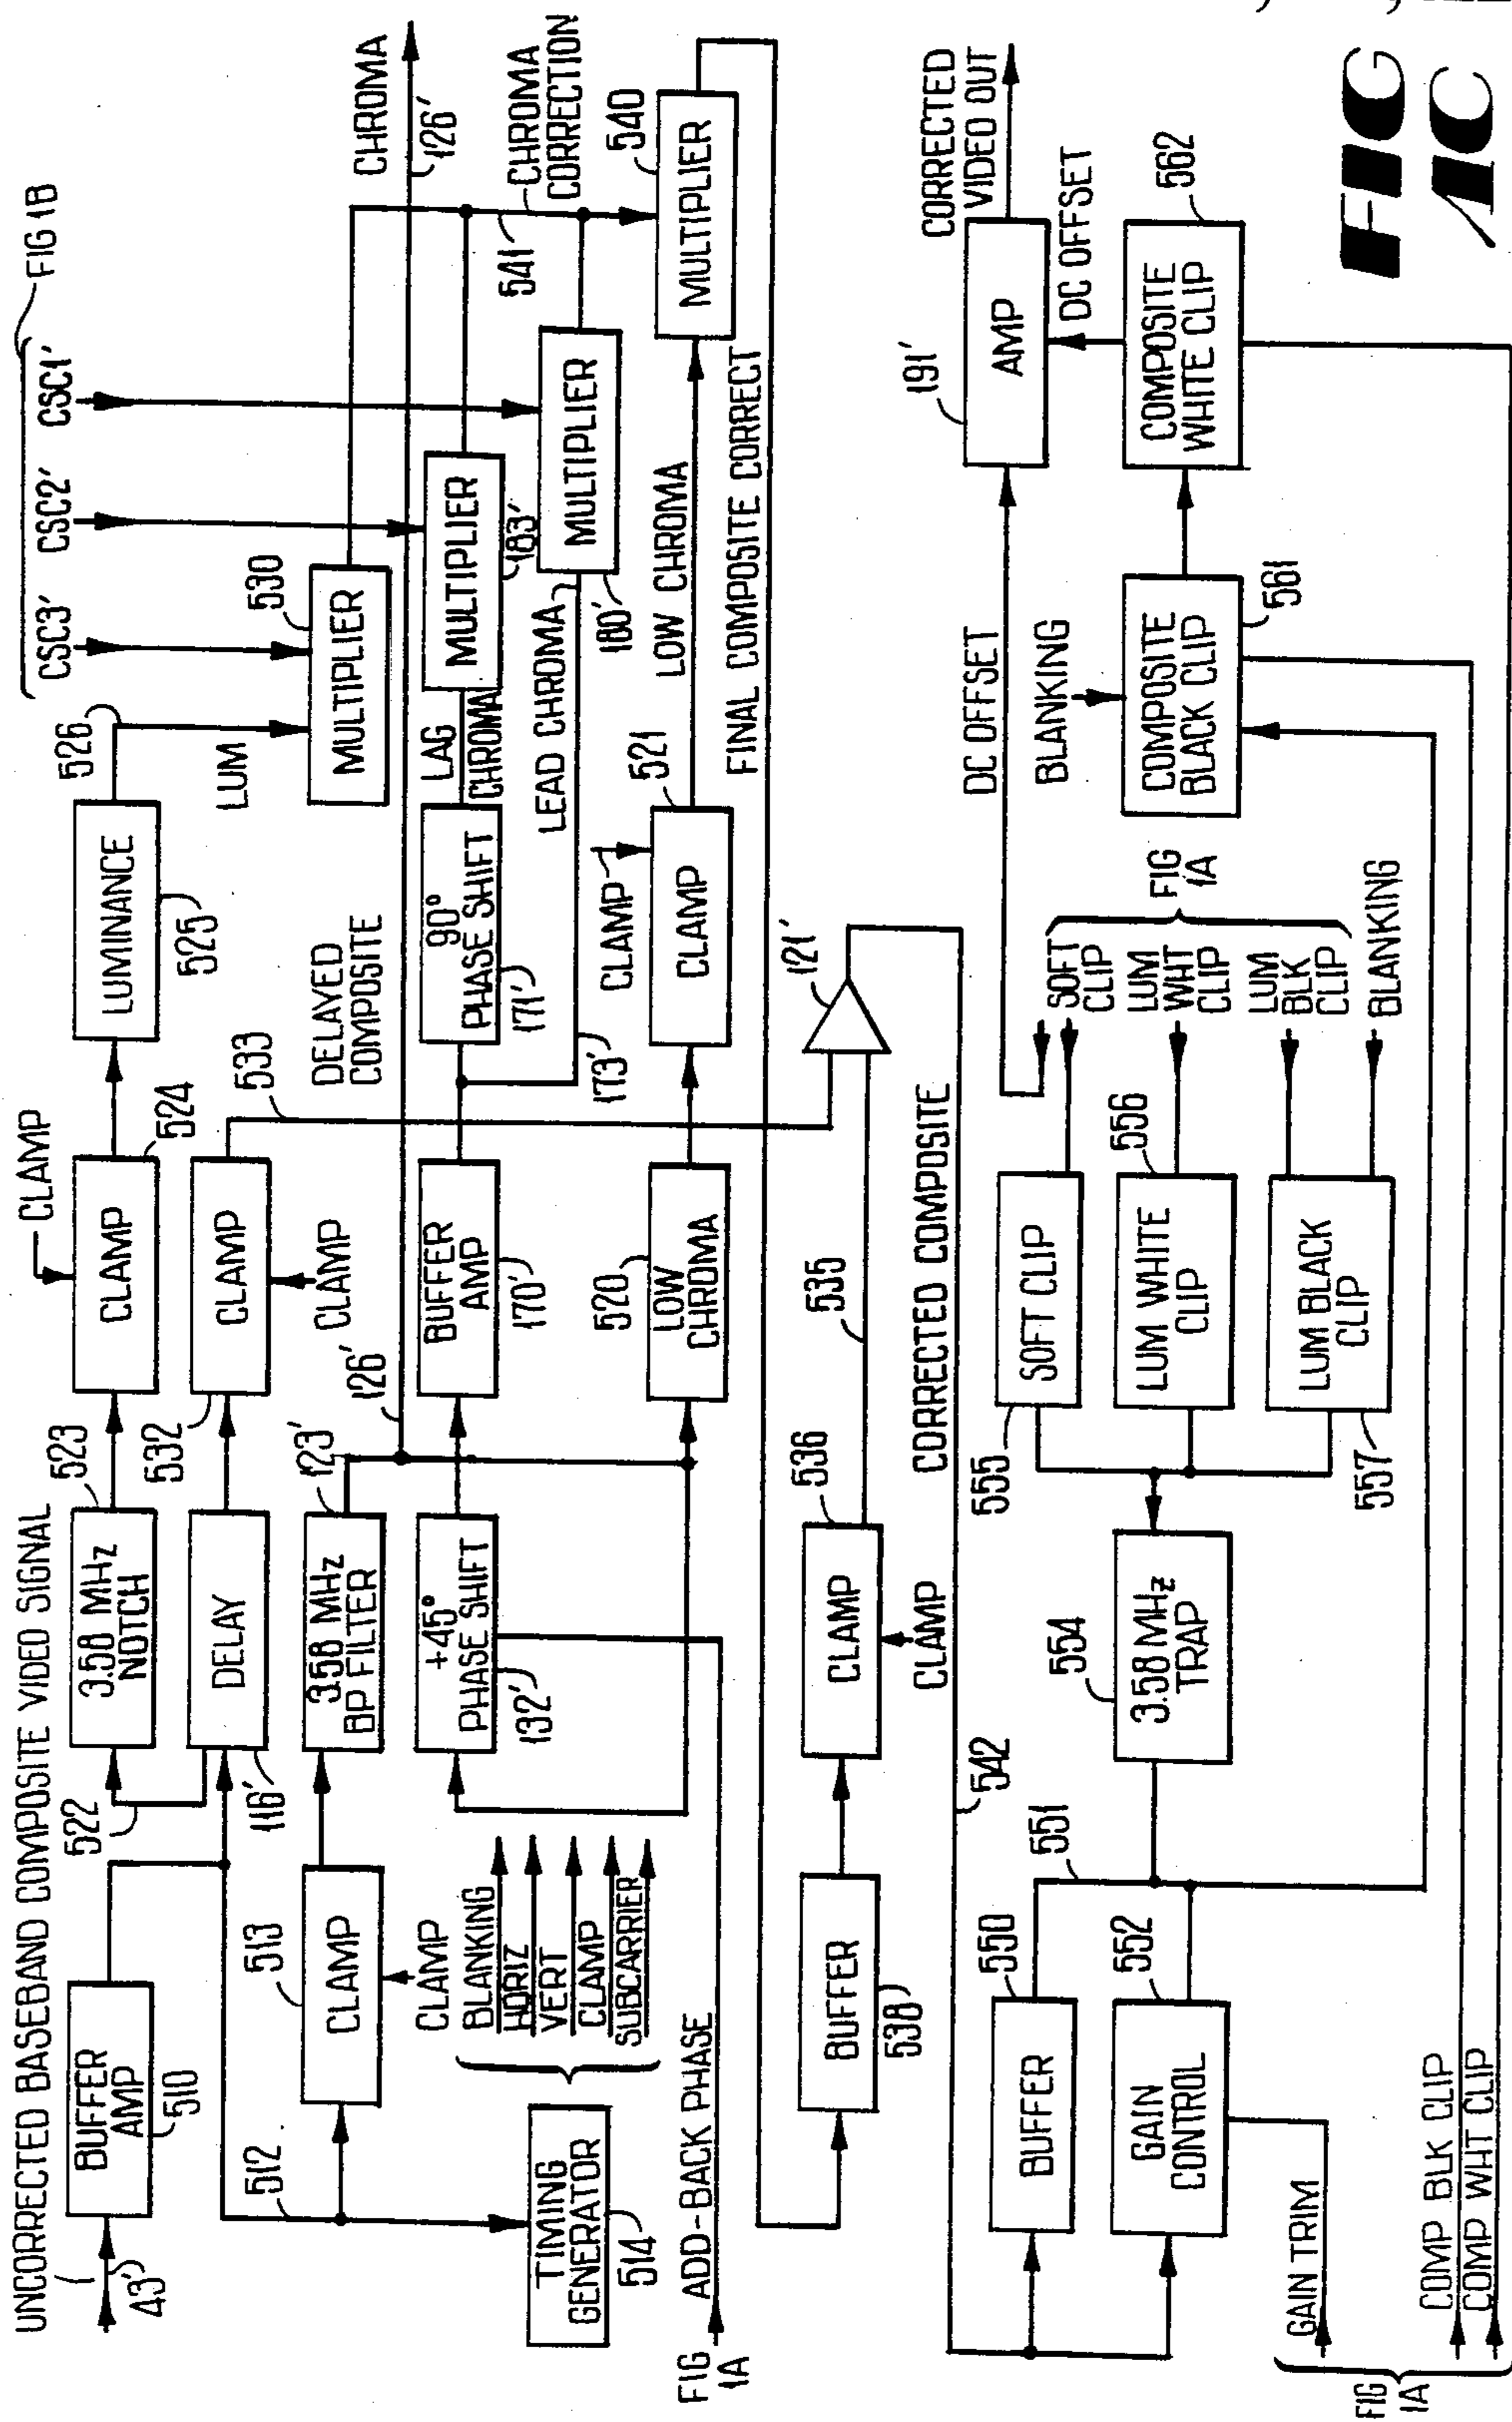 UNCORRECTED BASEBAND COMPOSITE VIDEO SIGNAL
43'
BUFFER
AMP
510
522
3.58 MHz
NOTCH
523
CLAMP
CLAMP
524
LUMINANCE
525
526
LUM
CSC3'
CSC2'
CSC1'
FIG 1B
MULTIPLIER
530
116'
DELAY
532
CLAMP
CLAMP
533
DELAYED
COMPOSITE
CHROMA
126'
512
513
CLAMP
CLAMP
3.58 MHz
BP FILTER
123'
126'
TIMING
GENERATOR
514
BLANKING
HORIZ
VERT
CLAMP
SUBCARRIER
+45°
PHASE SHIFT
132'
BUFFER
AMP
170'
90°
PHASE SHIFT
171'
173'
LAG
CHROMA
MULTIPLIER
183'
LEAD CHROMA
MULTIPLIER
180'
541
CHROMA
CORRECTION
520
LOW
CHROMA
CLAMP
CLAMP
521
LOW CHROMA
MULTIPLIER
540
FIG
1A
ADD-BACK PHASE
FINAL COMPOSITE CORRECT
BUFFER
538
CLAMP
536
CLAMP
535
121'
542
CORRECTED COMPOSITE
BUFFER
550
551
GAIN
CONTROL
552
554
3.58 MHz
TRAP
555
SOFT CLIP
LUM WHITE
CLIP
556
LUM BLACK
CLIP
557
SOFT
CLIP
LUM
WHT
CLIP
LUM
BLK
CLIP
BLANKING
FIG
1A
DC OFFSET
BLANKING
COMPOSITE
BLACK CLIP
561
191'
AMP
CORRECTED
VIDEO OUT
DC OFFSET
COMPOSITE
WHITE CLIP
562
GAIN TRIM
COMP BLK CLIP
COMP WHT CLIP
FIG
1A
FIG
1C